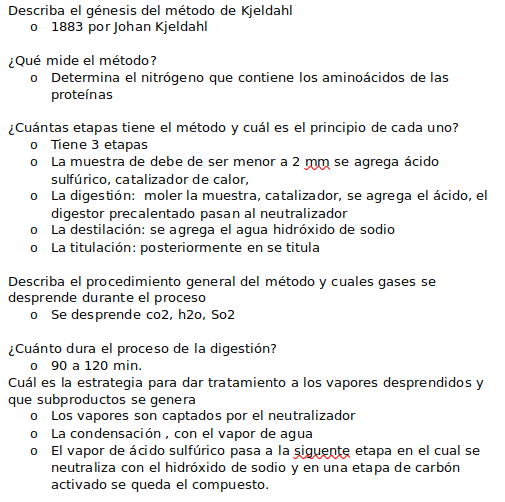 Describa el génesis del método de Kjeldahl
o 1883 por Johan Kjeldahl
¿Qué mide el método?
o Determina el nitrógeno que contiene los aminoácidos de las
proteínas
¿Cuántas etapas tiene el método y cuál es el principio de cada uno?
o Tiene 3 etapas
o La muestra de debe de ser menor a 2 mm se agrega ácido
sulfúrico, catalizador de calor,
o La digestión:  moler la muestra, catalizador, se agrega el ácido, el
digestor precalentado pasan al neutralizador
o La destilación: se agrega el agua hidróxido de sodio
o La titulación: posteriormente en se titula
Describa el procedimiento general del método y cuales gases se
desprende durante el proceso
o Se desprende co2, h2o, So2
¿Cuánto dura el proceso de la digestión?
o 90 a 120 min.
Cuál es la estrategia para dar tratamiento a los vapores desprendidos y
que subproductos se genera
o Los vapores son captados por el neutralizador
o La condensación , con el vapor de agua
o El vapor de ácido sulfúrico pasa a la siguente etapa en el cual se
neutraliza con el hidróxido de sodio y en una etapa de carbón
activado se queda el compuesto.